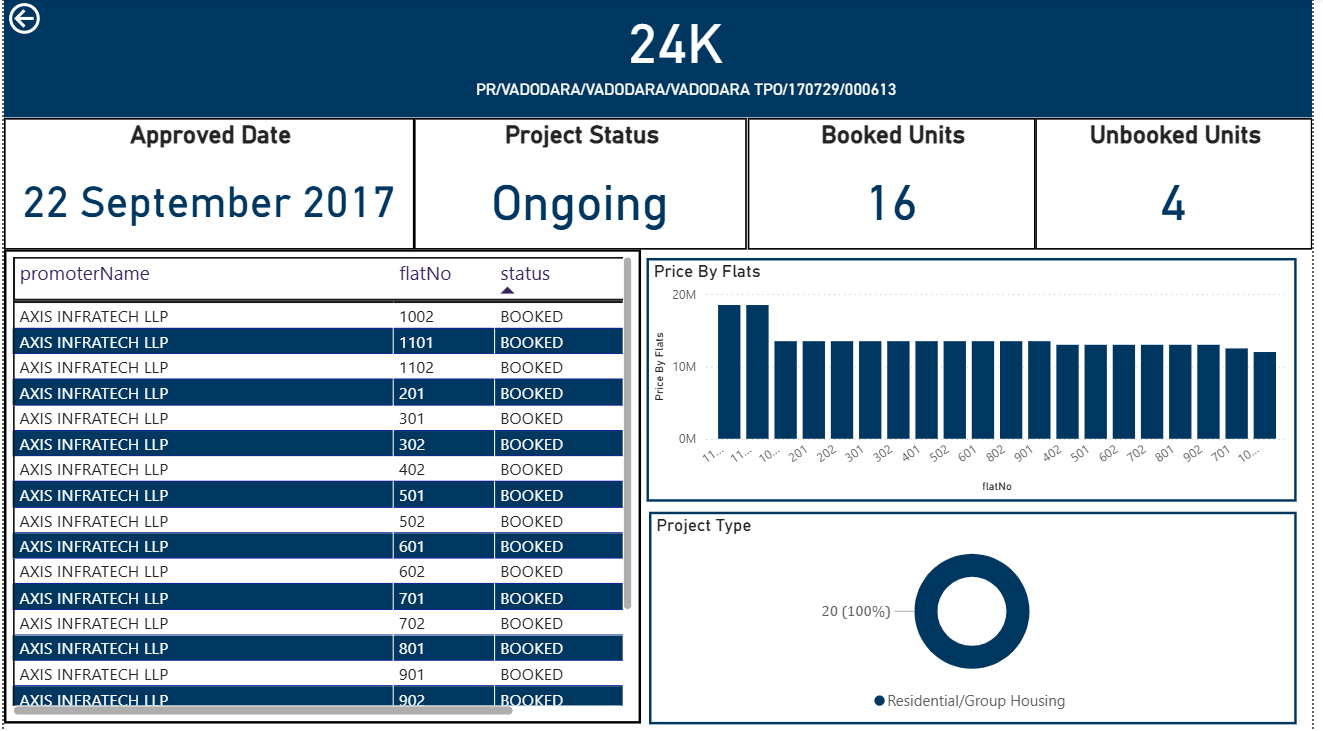 24K
PR/VADODARA/VADODARA/VADODARA TPO/170729/000613
Approved Date
22 September 2017
Project Status
Ongoing
Booked Units
16
Unbooked Units
4
promoterName flatNo status
AXIS INFRATECH LLP 1002 BOOKED
AXIS INFRATECH LLP 1101 BOOKED
AXIS INFRATECH LLP 1102 BOOKED
AXIS INFRATECH LLP 201 BOOKED
AXIS INFRATECH LLP 301 BOOKED
AXIS INFRATECH LLP 302 BOOKED
AXIS INFRATECH LLP 402 BOOKED
AXIS INFRATECH LLP 501 BOOKED
AXIS INFRATECH LLP 502 BOOKED
AXIS INFRATECH LLP 601 BOOKED
AXIS INFRATECH LLP 602 BOOKED
AXIS INFRATECH LLP 701 BOOKED
AXIS INFRATECH LLP 702 BOOKED
AXIS INFRATECH LLP 801 BOOKED
AXIS INFRATECH LLP 901 BOOKED
AXIS INFRATECH LLP 902 BOOKED
Price By Flats
Price By Flats
20M
10M
0M
11... 11... 10... 201 202 301 302 401 502 601 802 901 402 501 602 702 801 902 701 10...
flatNo
Project Type
20 (100%)
Residential/Group Housing